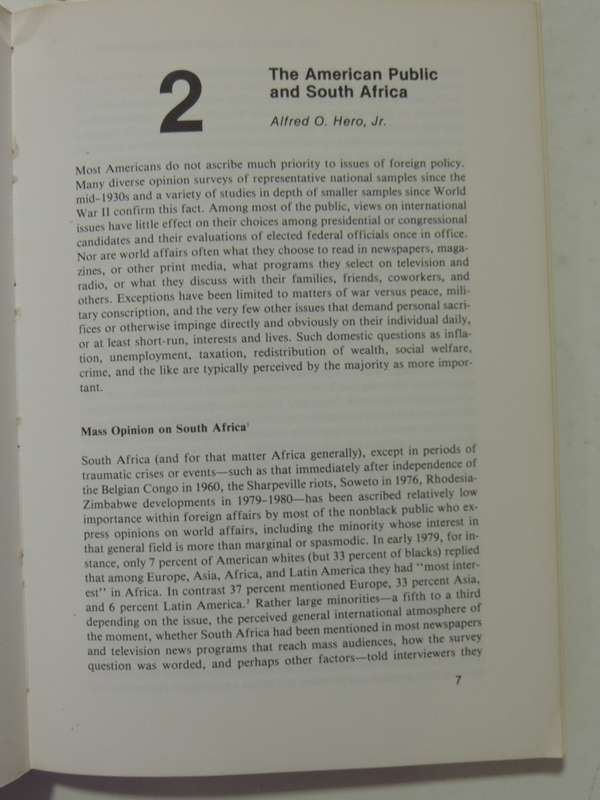 2
The American Public
and South Africa
Alfred O. Hero, Jr.
Most Americans do not ascribe much priority to issues of foreign policy.
Many diverse opinion surveys of representative national samples since the
mid-1930s and a variety of studies in depth of smaller samples since World
War II confirm this fact. Among most of the public, views on international
issues have little effect on their choices among presidential or congressional
candidates and their evaluations of elected federal officials once in office.
Nor are world affairs often what they choose to read in newspapers, maga-
zines, or other print media, what programs they select on television and
radio, or what they discuss with their families, friends, coworkers, and
others. Exceptions have been limited to matters of war versus peace, mili-
tary conscription, and the very few other issues that demand personal sacri-
fices or otherwise impinge directly and obviously on their individual daily,
or at least short-run, interests and lives. Such domestic questions as infla-
tion, unemployment, taxation, redistribution of wealth, social welfare,
crime, and the like are typically perceived by the majority as more impor-
tant.
Mass Opinion on South Africa¹
South Africa (and for that matter Africa generally), except in periods of
traumatic crises or events—such as that immediately after independence of
the Belgian Congo in 1960, the Sharpeville riots, Soweto in 1976, Rhodesia-
Zimbabwe developments in 1979-1980—has been ascribed relatively low
importance within foreign affairs by most of the nonblack public who ex-
press opinions on world affairs, including the minority whose interest in
that general field is more than marginal or spasmodic. In early 1979, for in-
stance, only 7 percent of American whites (but 33 percent of blacks) replied
that among Europe, Asia, Africa, and Latin America they had "most inter-
est" in Africa. In contrast 37 percent mentioned Europe, 33 percent Asia,
and 6 percent Latin America.² Rather large minorities—a fifth to a third
depending on the issue, the perceived general international atmosphere of
the moment, whether South Africa had been mentioned in most newspapers
and television news programs that reach mass audiences, how the survey
question was worded, and perhaps other factors—told interviewers they
7